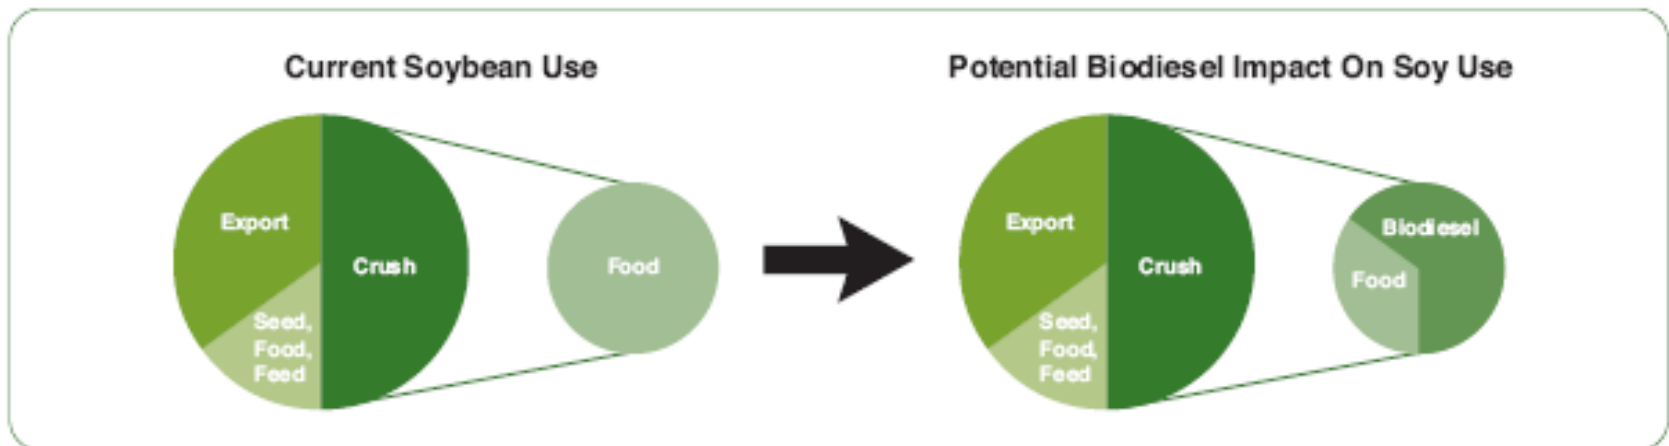 Current Soybean Use
Export
Crush
Seed,
Food,
Feed
Food
Potential Biodiesel Impact On Soy Use
Export
Crush
Seed,
Food,
Feed
Biodiesel
Food